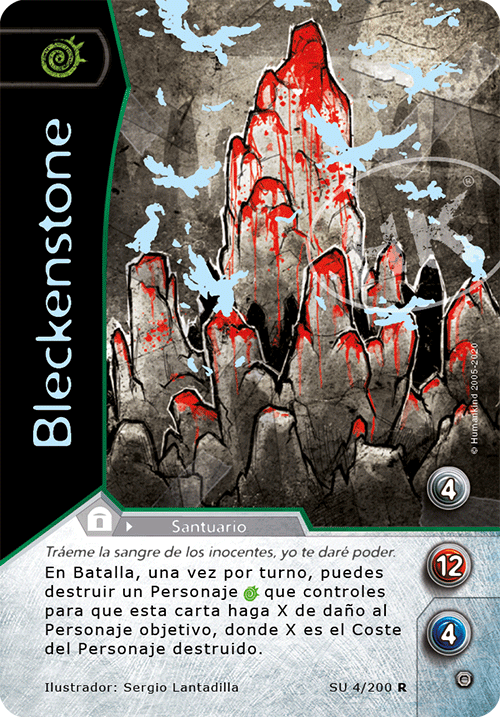 Bleckenstone
HK
®
© Humankind 2005-2020
4
Santuario
Tráeme la sangre de los inocentes, yo te daré poder.
En Batalla, una vez por turno, puedes
destruir un Personaje que controles
para que esta carta haga X de daño al
Personaje objetivo, donde X es el Coste
del Personaje destruido.
12
4
Ilustrador: Sergio Lantadilla
SU 4/200 R